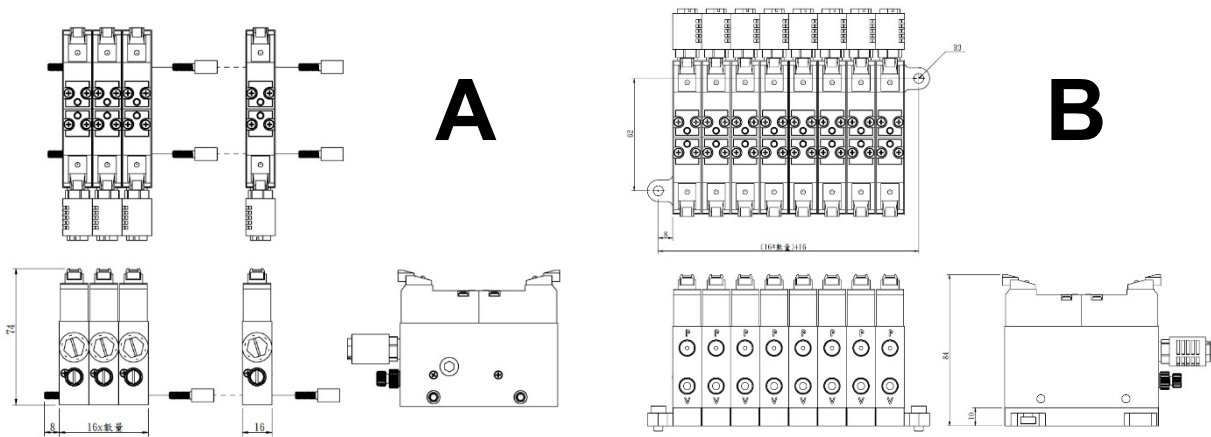 A
B
R3
62
8
(16*数量)+16
74
8
16x数量
16
P P P P P P P P
V V V V V V V V
84
10